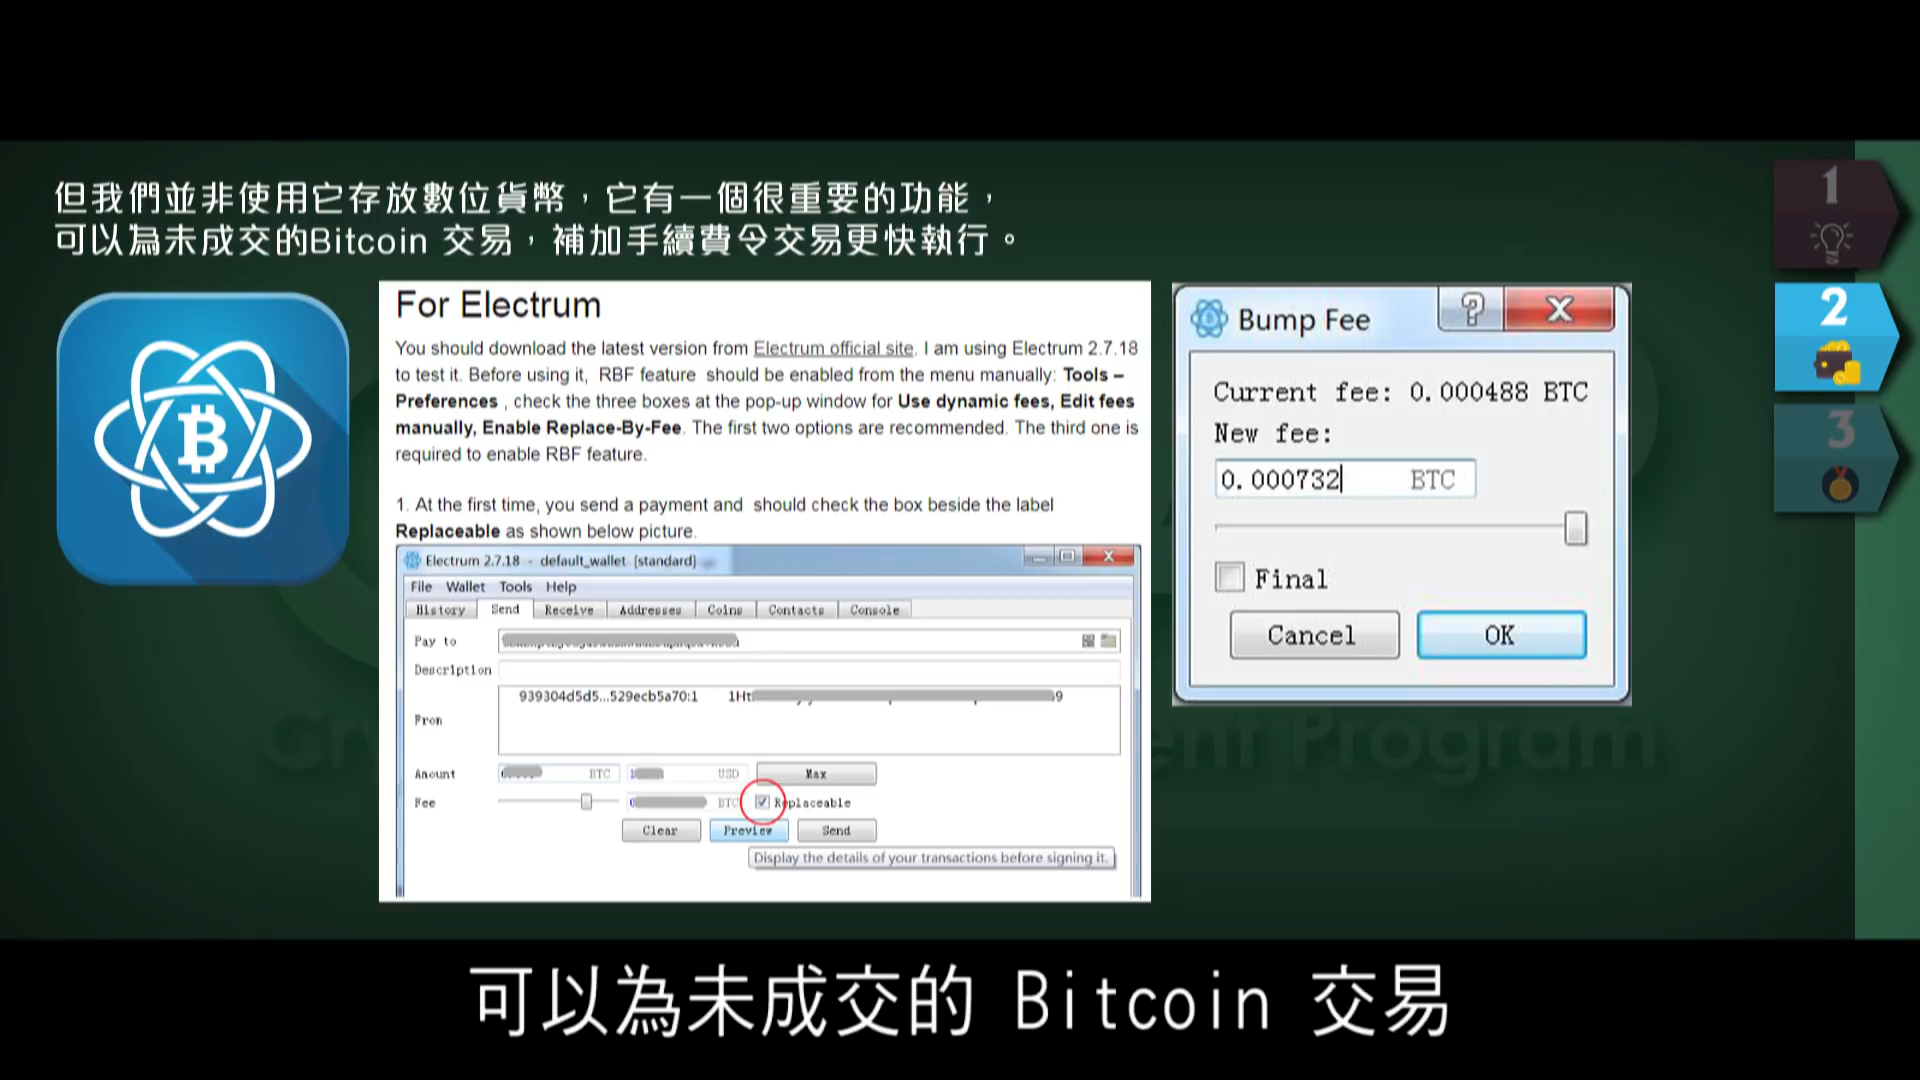 但我們並非使用它存放數位貨幣，它有一個很重要的功能，
可以為未成交的Bitcoin 交易，補加手續費令交易更快執行。
1
2
3
For Electrum
You should download the latest version from Electrum official site. I am using Electrum 2.7.18
to test it. Before using it, RBF feature should be enabled from the menu manually: Tools –
Preferences , check the three boxes at the pop-up window for Use dynamic fees, Edit fees
manually, Enable Replace-By-Fee. The first two options are recommended. The third one is
required to enable RBF feature.
1. At the first time, you send a payment and should check the box beside the label
Replaceable as shown below picture.
Electrum 2.7.18 - default_wallet [standard]
File Wallet Tools Help
History Send Receive Addresses Coins Contacts Console
Pay to
Description
939304d5d5...529ecb5a70:1 1Ht 9
From
Amount BTC USD Max
Fee BTC Replaceable
Clear Preview Send
Display the details of your transactions before signing it.
Bump Fee
Current fee: 0.000488 BTC
New fee:
0.000732 BTC
Final
Cancel OK
ent Program
可以為未成交的 Bitcoin 交易